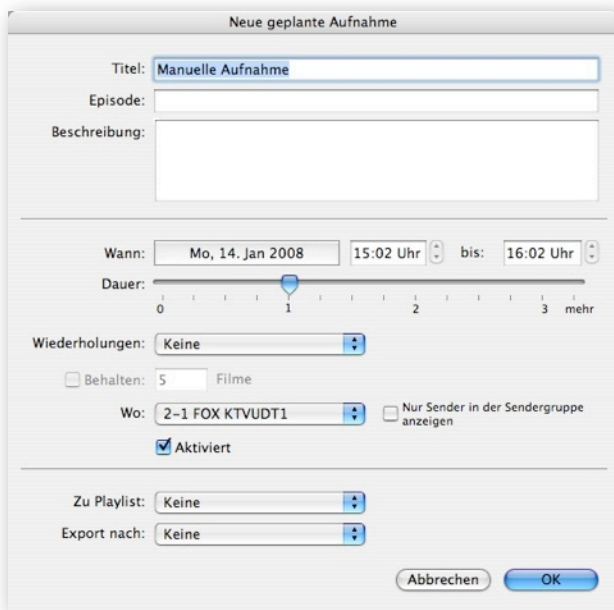 Neue geplante Aufnahme
Titel: Manuelle Aufnahme
Episode:
Beschreibung:
Wann: Mo, 14. Jan 2008 15:02 Uhr bis: 16:02 Uhr
Dauer:
0 1 2 3 mehr
Wiederholungen: Keine
Behalten: 5 Filme
Wo: 2-1 FOX KTVUDT1 Nur Sender in der Sendergruppe
anzeigen
Aktiviert
Zu Playlist: Keine
Export nach: Keine
Abbrechen OK